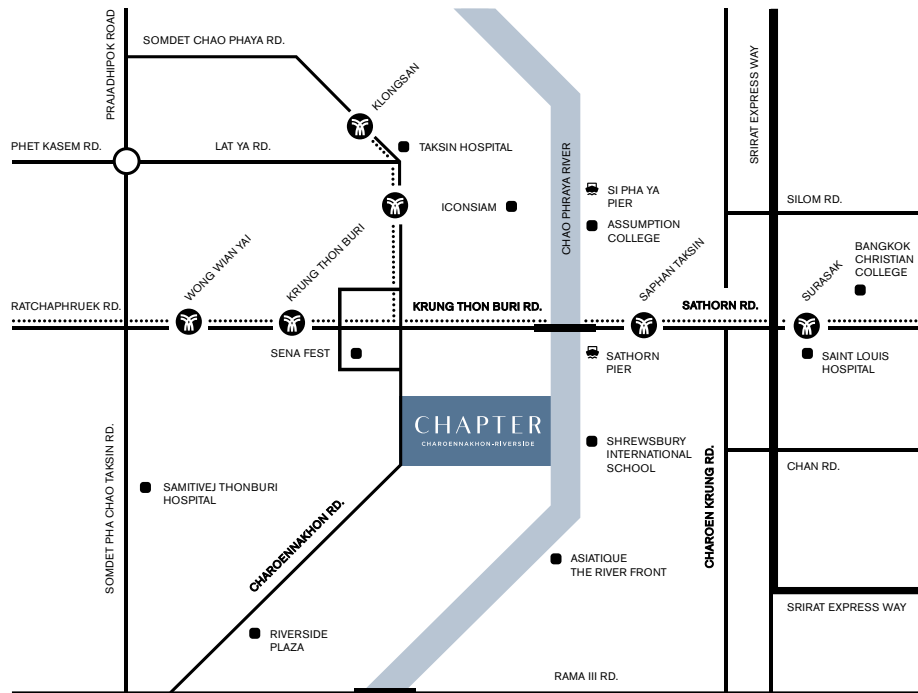 PRAJADHIPOK ROAD
SOMDET CHAO PHAYA RD.
KLONGSAN
PHET KASEM RD.
LAT YA RD.
TAKSIN HOSPITAL
ICONSIAM
CHAO PHRAYA RIVER
SI PHA YA
PIER
ASSUMPTION
COLLEGE
SRIRAT EXPRESS WAY
SILOM RD.
BANGKOK
CHRISTIAN
COLLEGE
WONG WIAN YAI
KRUNG THON BURI
SAPHAN TAKSIN
SURASAK
RATCHAPHRUEK RD.
KRUNG THON BURI RD.
SATHORN RD.
SENA FEST
SATHORN
PIER
SAINT LOUIS
HOSPITAL
CHAPTER
CHAROENNAKHON-RIVERSIDE
SHREWSBURY
INTERNATIONAL
SCHOOL
CHAN RD.
SOMDET PHA CHAO TAKSIN RD.
SAMITIVEJ THONBURI
HOSPITAL
CHAROENNAKHON RD.
CHAROEN KRUNG RD.
ASIATIQUE
THE RIVER FRONT
SRIRAT EXPRESS WAY
RIVERSIDE
PLAZA
RAMA III RD.